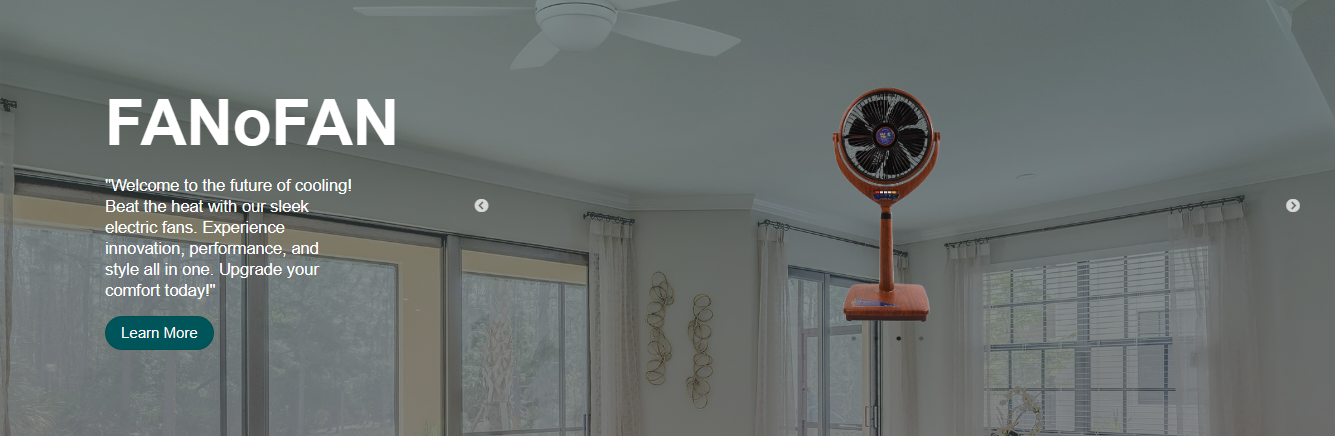 FANoFAN
"Welcome to the future of cooling!
Beat the heat with our sleek
electric fans. Experience
innovation, performance, and
style all in one. Upgrade your
comfort today!"
Learn More